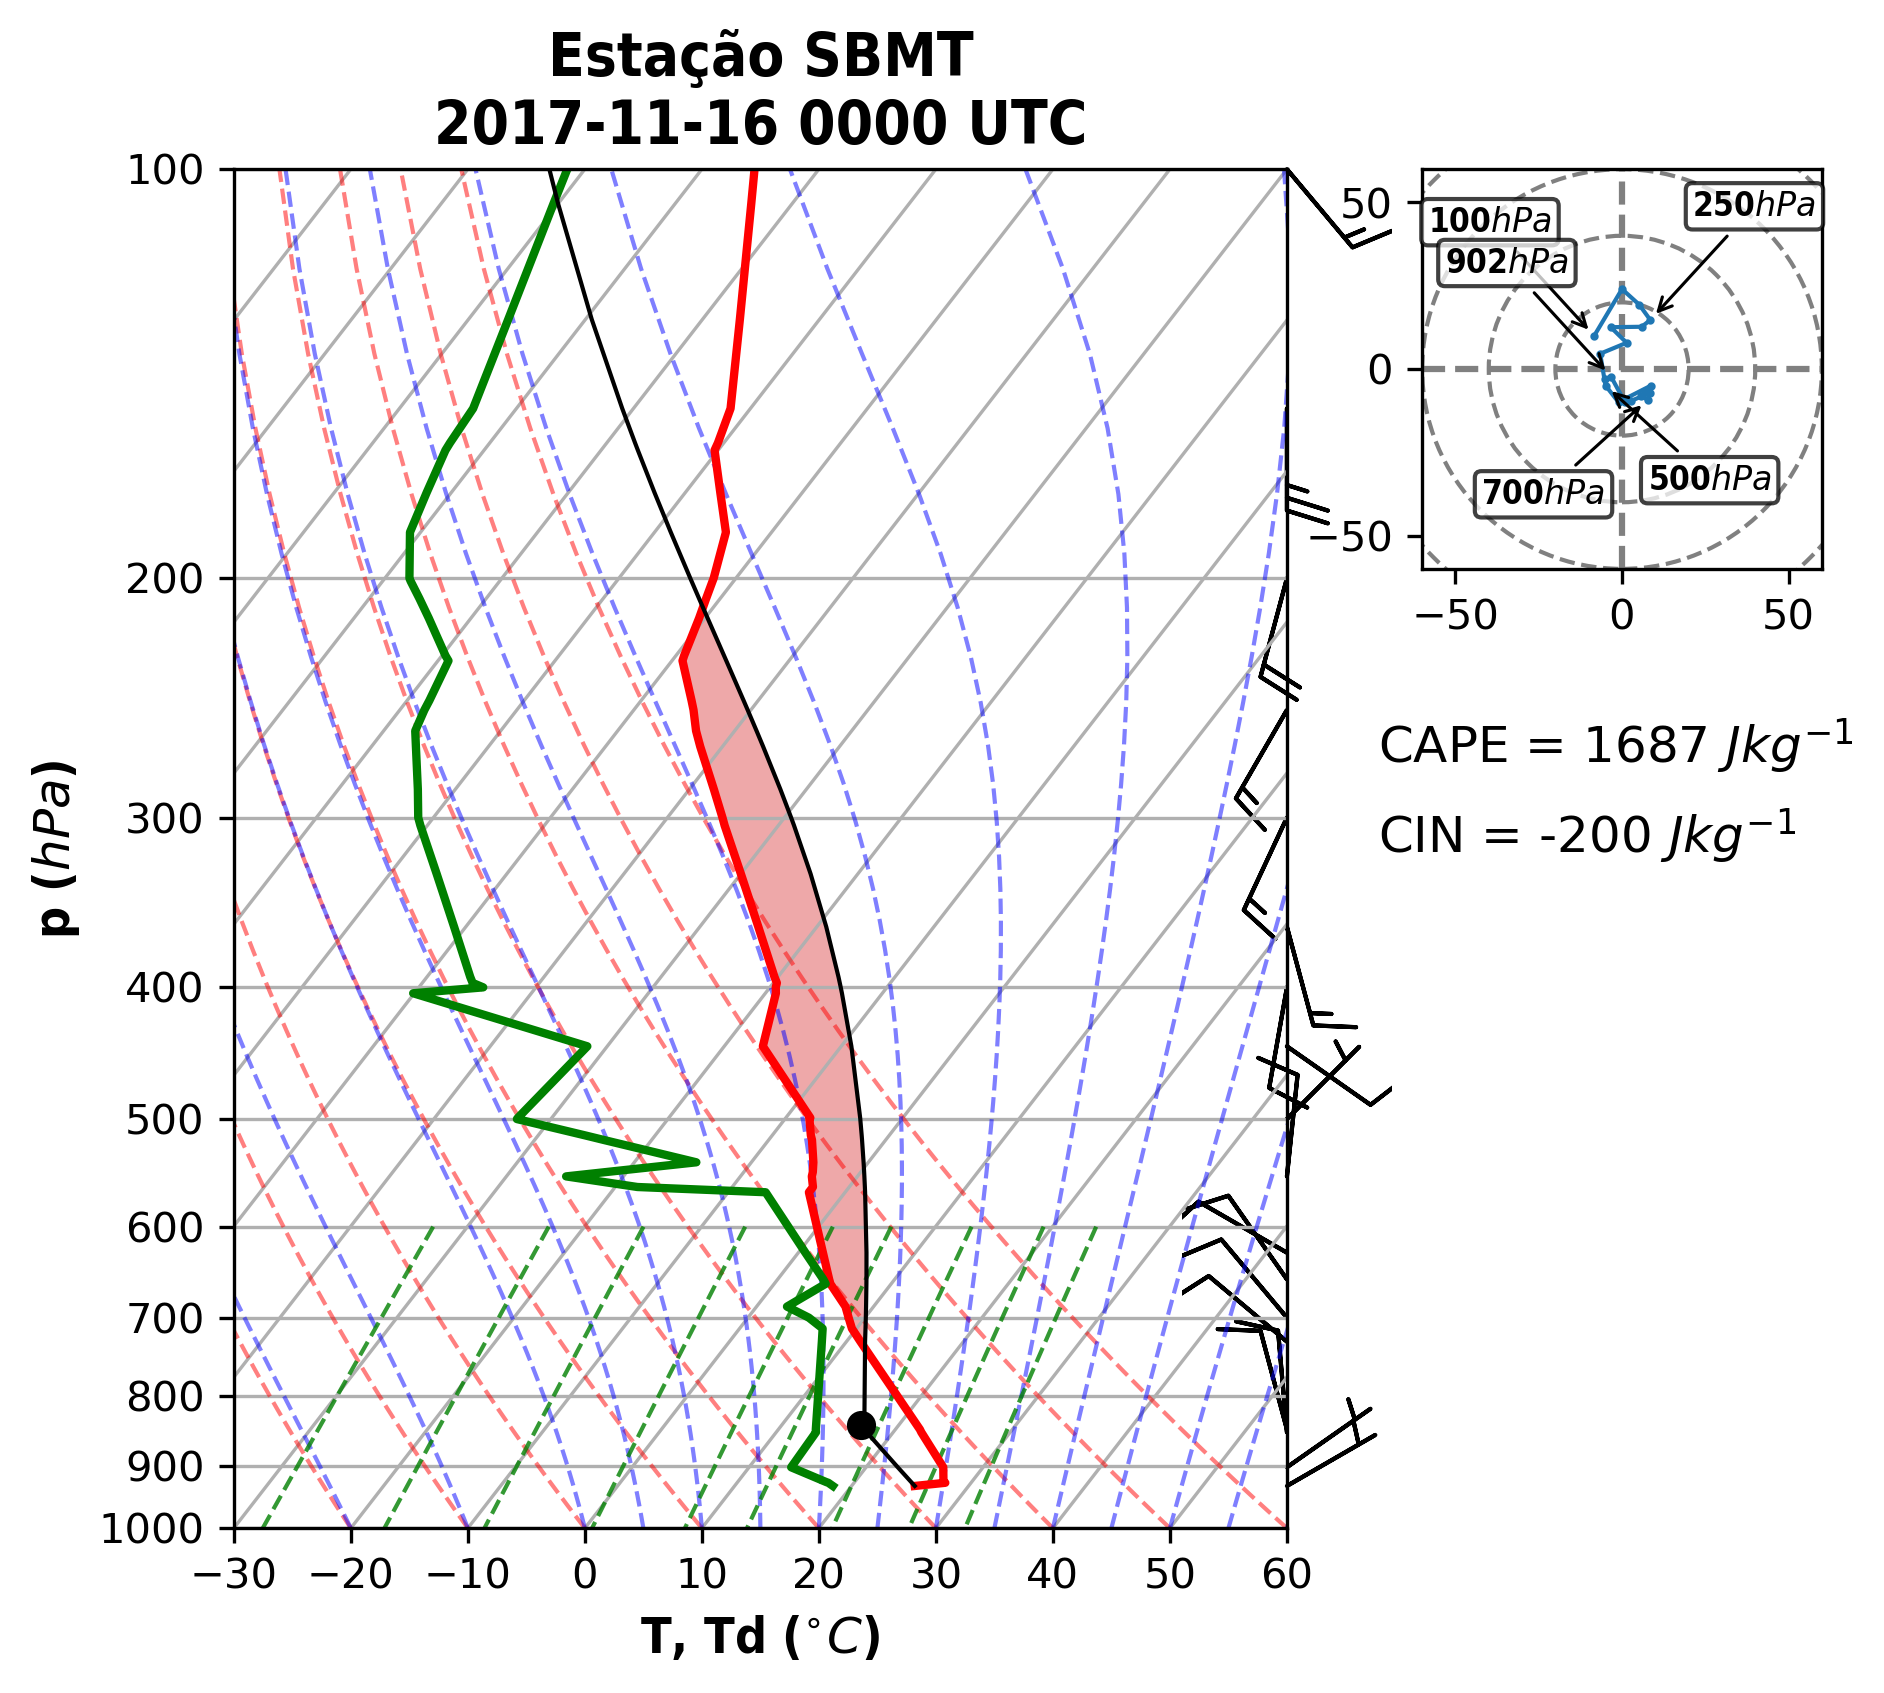 Estação SBMT
2017-11-16 0000 UTC
p (hPa)
100
200
300
400
500
600
700
800
900
1000
−30 −20 −10 0 10 20 30 40 50 60
T, Td (°C)
50
0
−50
−50 0 50
100hPa
902hPa
250hPa
700hPa
500hPa
CAPE = 1687 Jkg⁻¹
CIN = -200 Jkg⁻¹